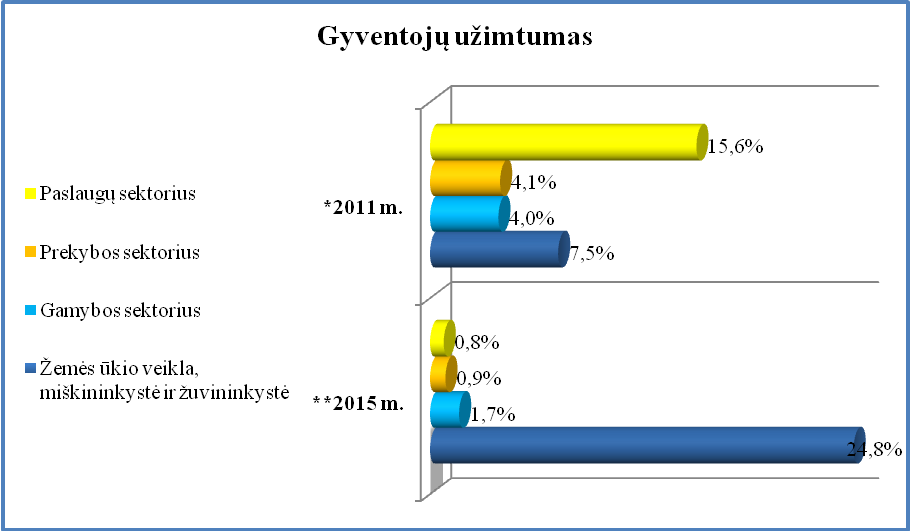 Gyventojų užimtumas
Paslaugų sektorius
Prekybos sektorius
Gamybos sektorius
Žemės ūkio veikla,
miškininkystė ir žuvininkystė
*2011 m.
15,6%
4,1%
4,0%
7,5%
**2015 m.
0,8%
0,9%
1,7%
24,8%